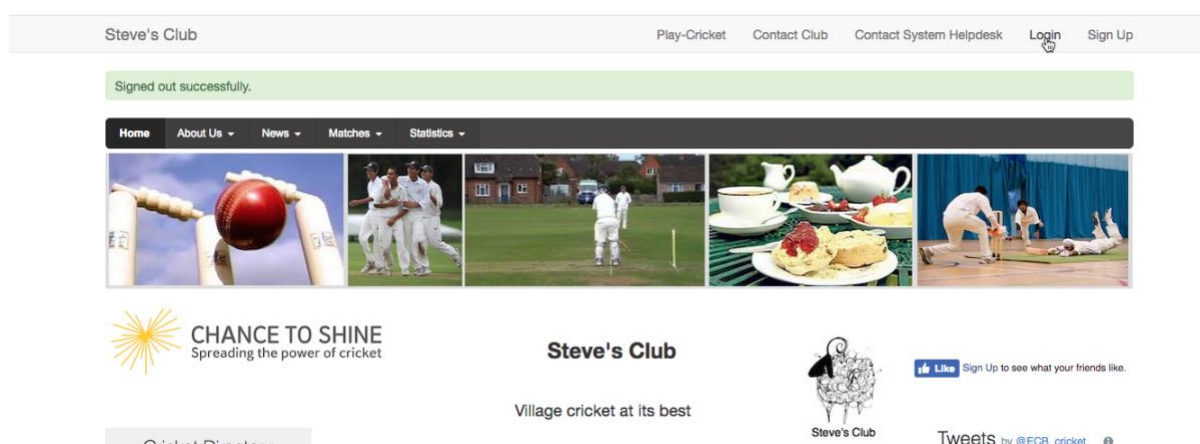 Steve's Club Play-Cricket Contact Club Contact System Helpdesk Login Sign Up
Signed out successfully.
Home About Us News Matches Statistics
CHANCE TO SHINE
Spreading the power of cricket
Steve's Club
Village cricket at its best
Steve's Club
Like Sign Up to see what your friends like.
Cricket Directory
Tweets by @ECB_cricket